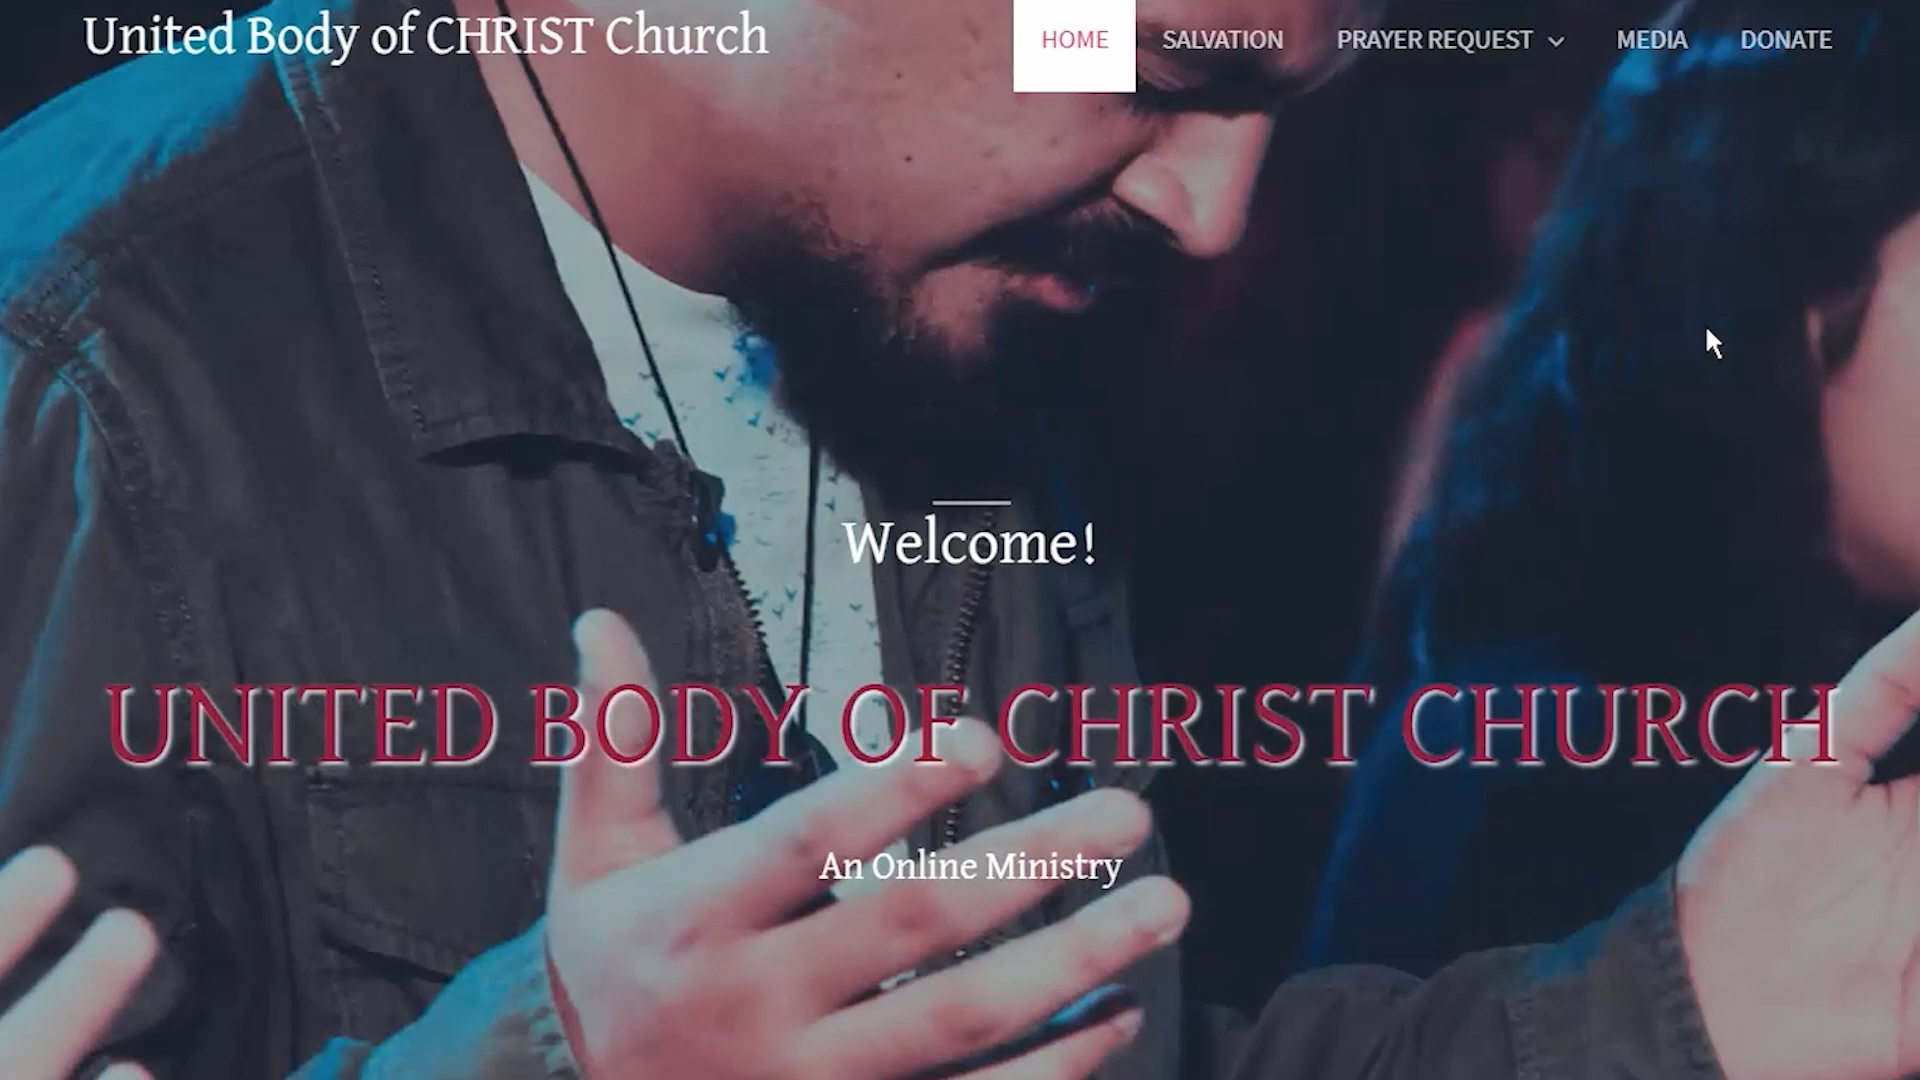 United Body of CHRIST Church
HOME SALVATION PRAYER REQUEST MEDIA DONATE
Welcome!
UNITED BODY OF CHRIST CHURCH
An Online Ministry